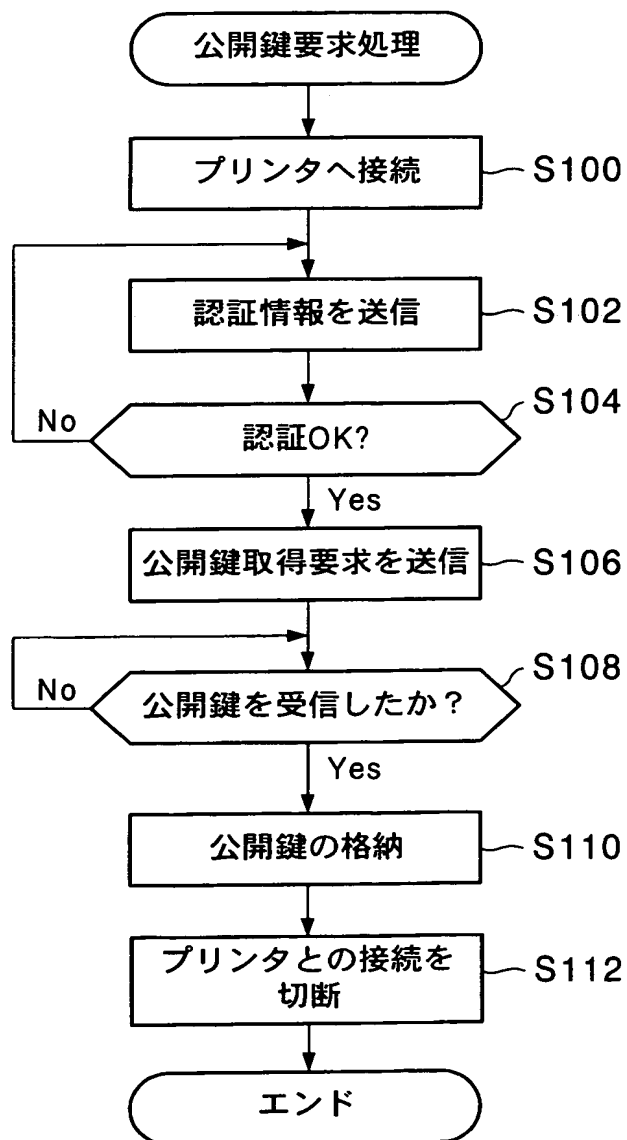 公開鍵要求処理
プリンタへ接続
S100
認証情報を送信
S102
S104
No
認証OK?
Yes
公開鍵取得要求を送信
S106
S108
No
公開鍵を受信したか？
Yes
公開鍵の格納
S110
プリンタとの接続を
切断
S112
エンド